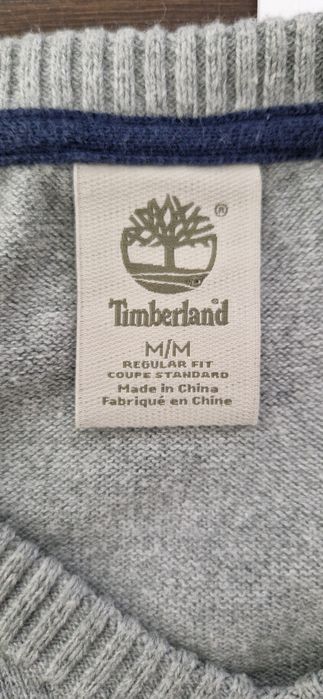 ®
Timberland
M/M
REGULAR FIT
COUPE STANDARD
Made in China
Fabriqué en Chine